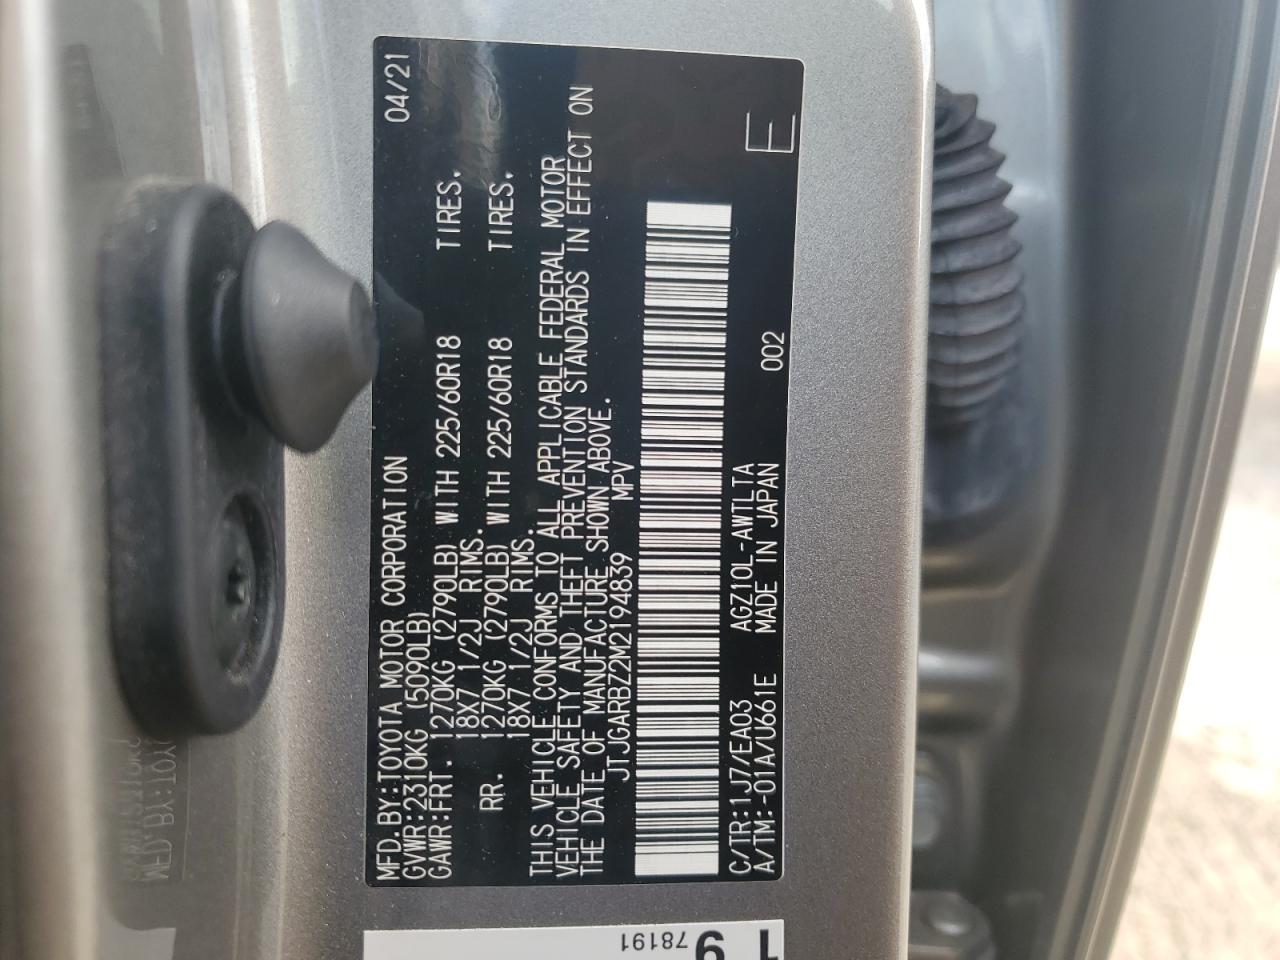 MFD.BY:TOYOTA MOTOR CORPORATION 04/21
GVWR:2310KG (5090LB)
GAWR:FRT. 1270KG (2790LB) WITH 225/60R18 TIRES.
18X7 1/2J RIMS.
RR. 1270KG (2790LB) WITH 225/60R18 TIRES.
18X7 1/2J RIMS.
THIS VEHICLE CONFORMS TO ALL APPLICABLE FEDERAL MOTOR
VEHICLE SAFETY AND THEFT PREVENTION STANDARDS IN EFFECT ON
THE DATE OF MANUFACTURE SHOWN ABOVE.
JTJGARBZ2M2194839 MPV
C/TR:1J7/EA03 AGZ10L-AWTLTA 002
A/TM:-01A/U661E MADE IN JAPAN E
19
78191